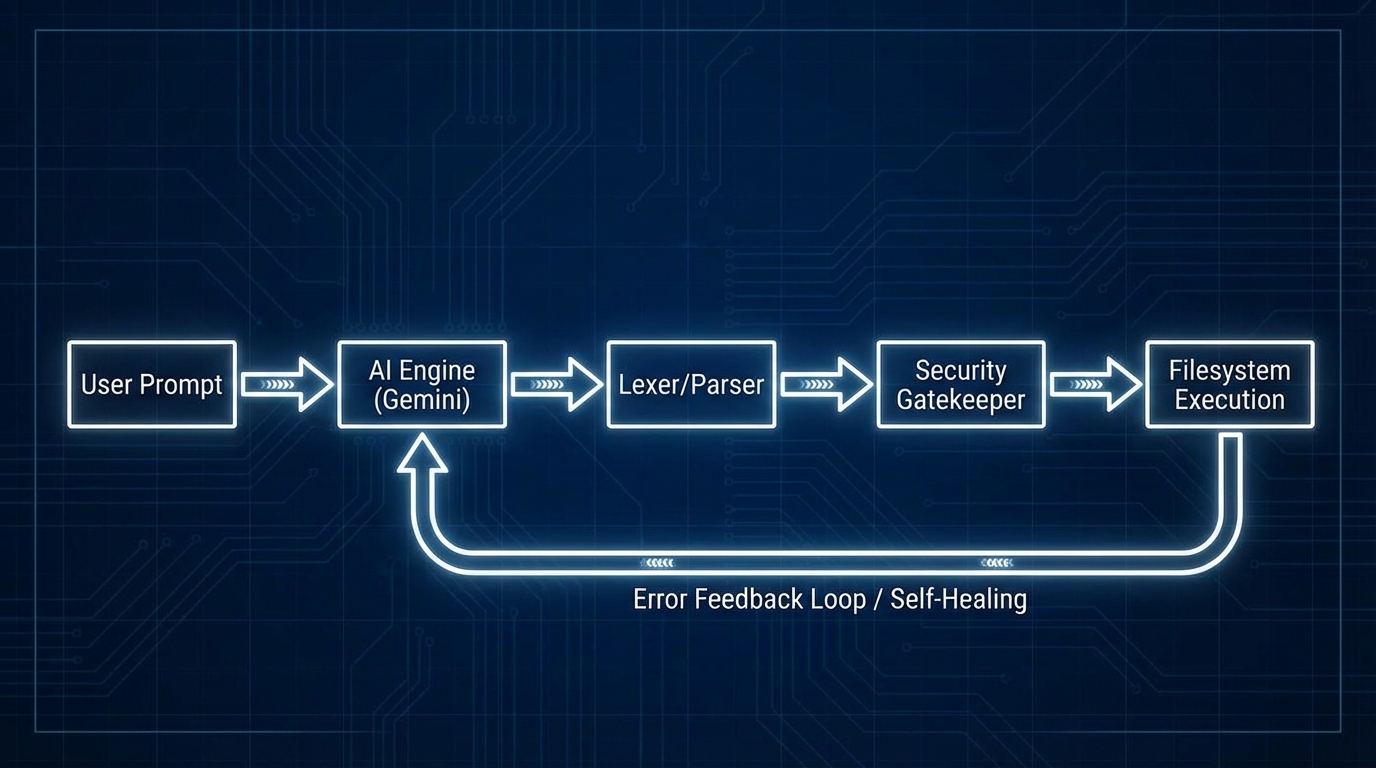 User Prompt
AI Engine
(Gemini)
Lexer/Parser
Security
Gatekeeper
Filesystem
Execution
Error Feedback Loop / Self-Healing